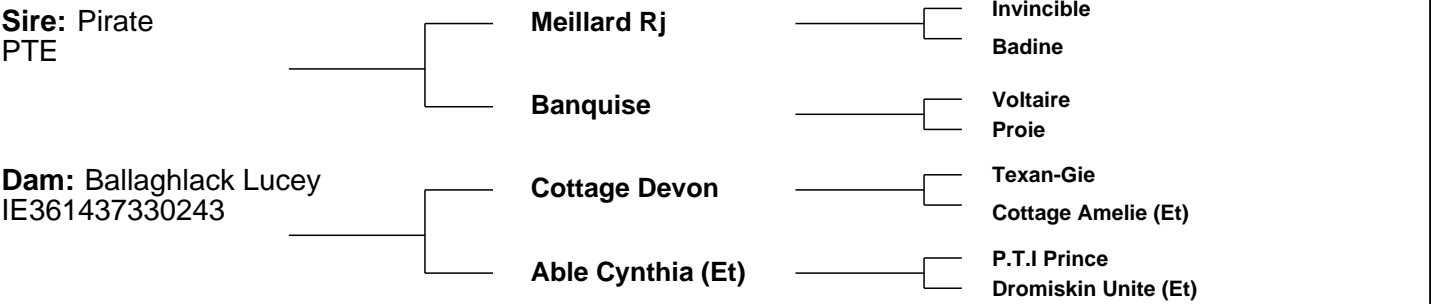 Sire: Pirate
PTE
Meillard Rj
Invincible
Badine
Banquise
Voltaire
Proie
Dam: Ballaghlack Lucey
IE361437330243
Cottage Devon
Texan-Gie
Cottage Amelie (Et)
Able Cynthia (Et)
P.T.I Prince
Dromiskin Unite (Et)